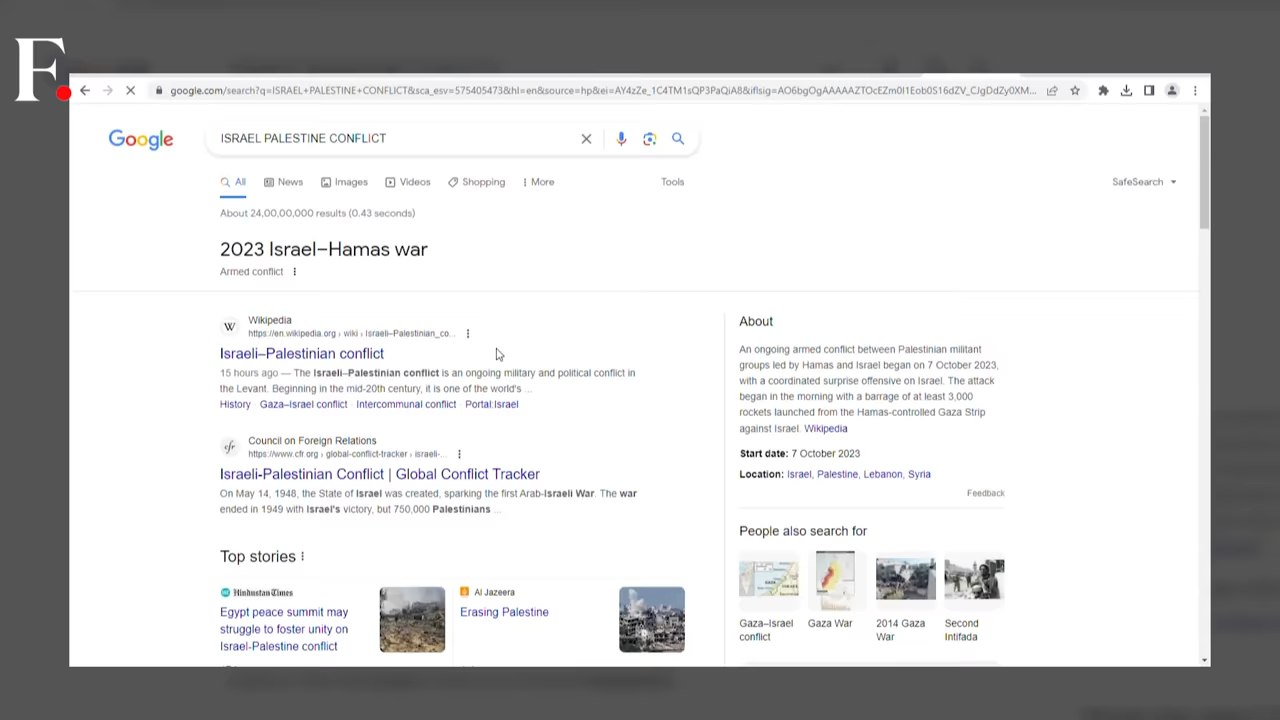 F
google.com/search?q=ISRAEL+PALESTINE+CONFLICT&sca_esv=575405473&hl=en&source=hp&ei=AY4zZe_1C4TM1sQP3PaQiA8&iflsig=
Google
ISRAEL PALESTINE CONFLICT
All News Images Videos Shopping More Tools SafeSearch
About 24,00,00,000 results (0.43 seconds)
2023 Israel–Hamas war
Armed conflict
W Wikipedia
https://en.wikipedia.org › wiki › Israeli–Palestinian_co...
Israeli–Palestinian conflict
15 hours ago — The Israeli–Palestinian conflict is an ongoing military and political conflict in
the Levant. Beginning in the mid-20th century, it is one of the world's ...
History Gaza–Israel conflict Intercommunal conflict Portal:Israel
cfr Council on Foreign Relations
https://www.cfr.org › global-conflict-tracker › israeli-...
Israeli-Palestinian Conflict | Global Conflict Tracker
On May 14, 1948, the State of Israel was created, sparking the first Arab-Israeli War. The war
ended in 1949 with Israel's victory, but 750,000 Palestinians ...
Top stories
Hindustan Times
Egypt peace summit may
struggle to foster unity on
Israel-Palestine conflict
Al Jazeera
Erasing Palestine
About
An ongoing armed conflict between Palestinian militant
groups led by Hamas and Israel began on 7 October 2023,
with a coordinated surprise offensive on Israel. The attack
began in the morning with a barrage of at least 3,000
rockets launched from the Hamas-controlled Gaza Strip
against Israel. Wikipedia
Start date: 7 October 2023
Location: Israel, Palestine, Lebanon, Syria
Feedback
People also search for
Gaza–Israel
conflict
Gaza War
2014 Gaza
War
Second
Intifada